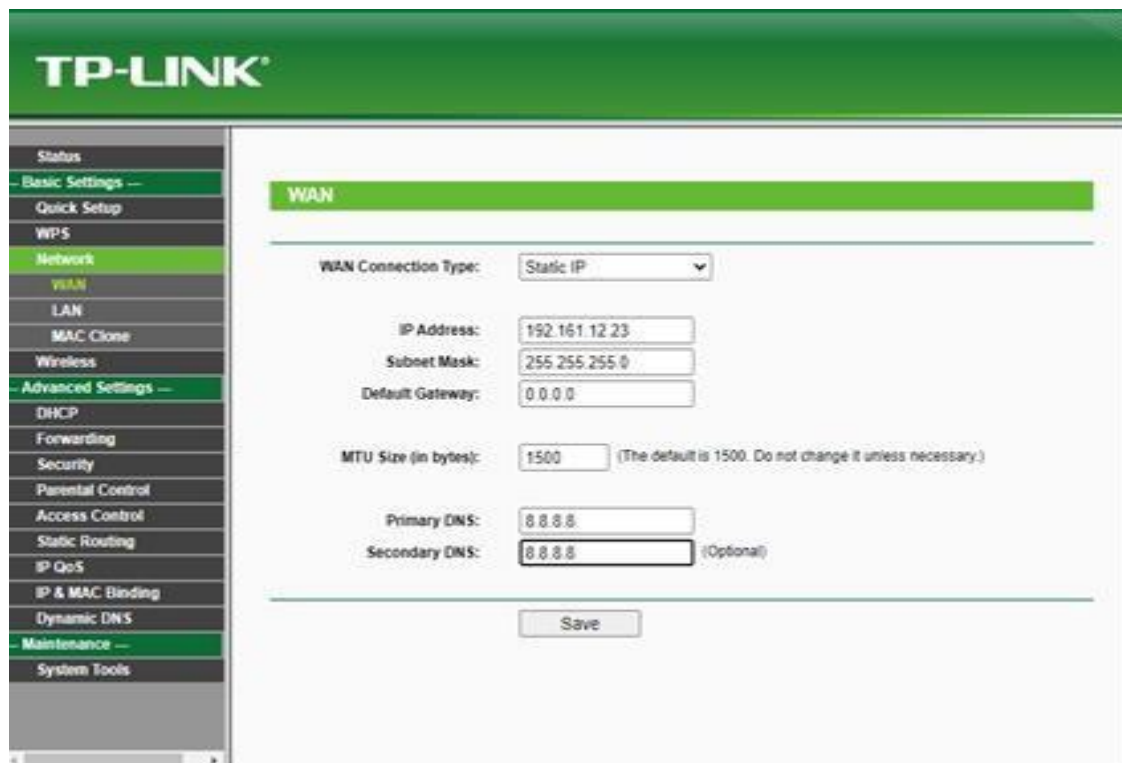 TP-LINK®
Status
-- Basic Settings ---
Quick Setup
WPS
Network
WAN
LAN
MAC Clone
Wireless
-- Advanced Settings ---
DHCP
Forwarding
Security
Parental Control
Access Control
Static Routing
IP QoS
IP & MAC Binding
Dynamic DNS
-- Maintenance ---
System Tools
WAN
WAN Connection Type: Static IP
IP Address: 192.161.12.23
Subnet Mask: 255.255.255.0
Default Gateway: 0.0.0.0
MTU Size (in bytes): 1500 (The default is 1500. Do not change it unless necessary.)
Primary DNS: 8.8.8.8
Secondary DNS: 8.8.8.8 (Optional)
Save